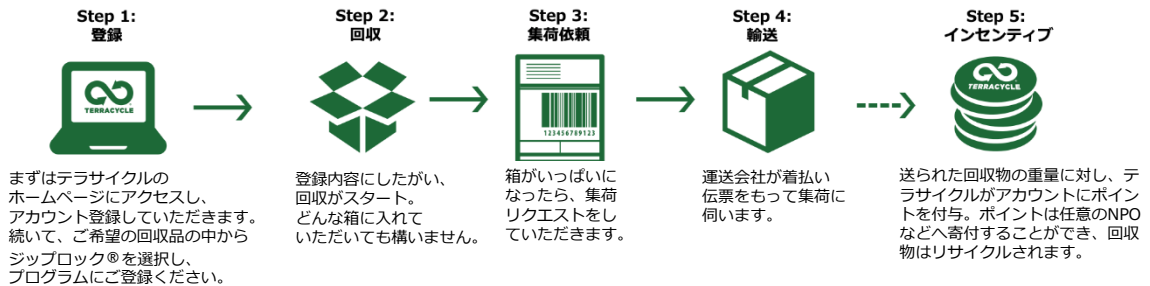 Step 1:
登録
TERRACYCLE
まずはテラサイクルの
ホームページにアクセスし、
アカウント登録していただきます。
続いて、ご希望の回収品の中から
ジップロック®を選択し、
プログラムにご登録ください。
Step 2:
回収
登録内容にしたがい、
回収がスタート。
どんな箱に入れて
いただいても構いません。
Step 3:
集荷依頼
123456789123
箱がいっぱいに
なったら、集荷
リクエストをし
ていただきます。
Step 4:
輸送
運送会社が着払い
伝票をもって集荷に
伺います。
Step 5:
インセンティブ
TERRACYCLE
送られた回収物の重量に対し、テ
ラサイクルがアカウントにポイン
トを付与。ポイントは任意のNPO
などへ寄付することができ、回収
物はリサイクルされます。